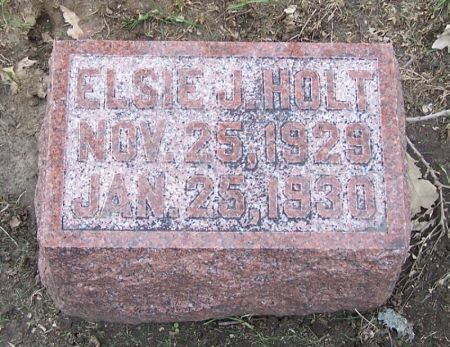 ELSIE J. HOLT
NOV. 25, 1929
JAN. 25, 1930